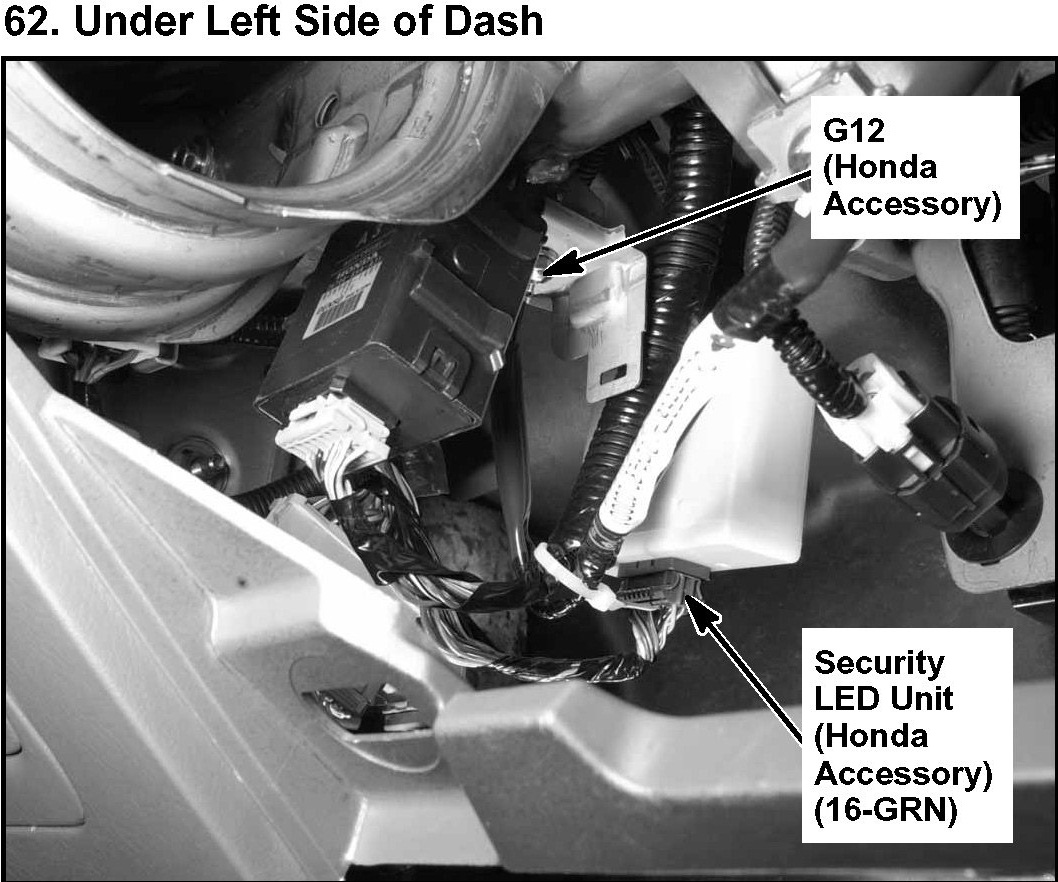 62. Under Left Side of Dash
G12
(Honda
Accessory)
Security
LED Unit
(Honda
Accessory)
(16-GRN)